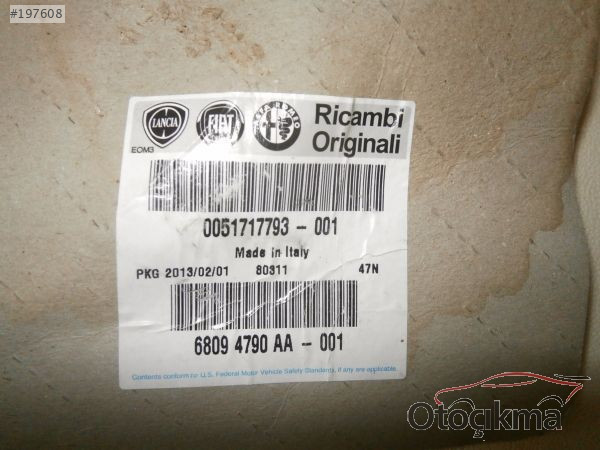 #197608
LANCIA
FIAT
ALFA ROMEO
Ricambi
Originali
EOM3
0051717793 - 001
Made in Italy
PKG 2013/02/01 80311 47N
6809 4790 AA - 001
Contents conform to U.S. Federal Motor Vehicle Safety Standards, if any are applicable.
Otoçıkma